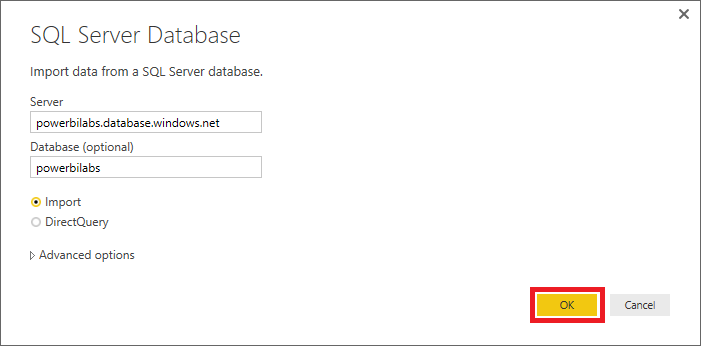 SQL Server Database
Import data from a SQL Server database.
Server
powerbilabs.database.windows.net
Database (optional)
powerbilabs
Import
DirectQuery
Advanced options
OK
Cancel